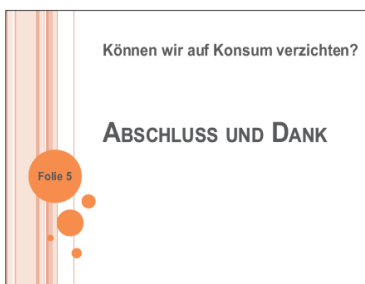 Können wir auf Konsum verzichten?
ABSCHLUSS UND DANK
Folie 5